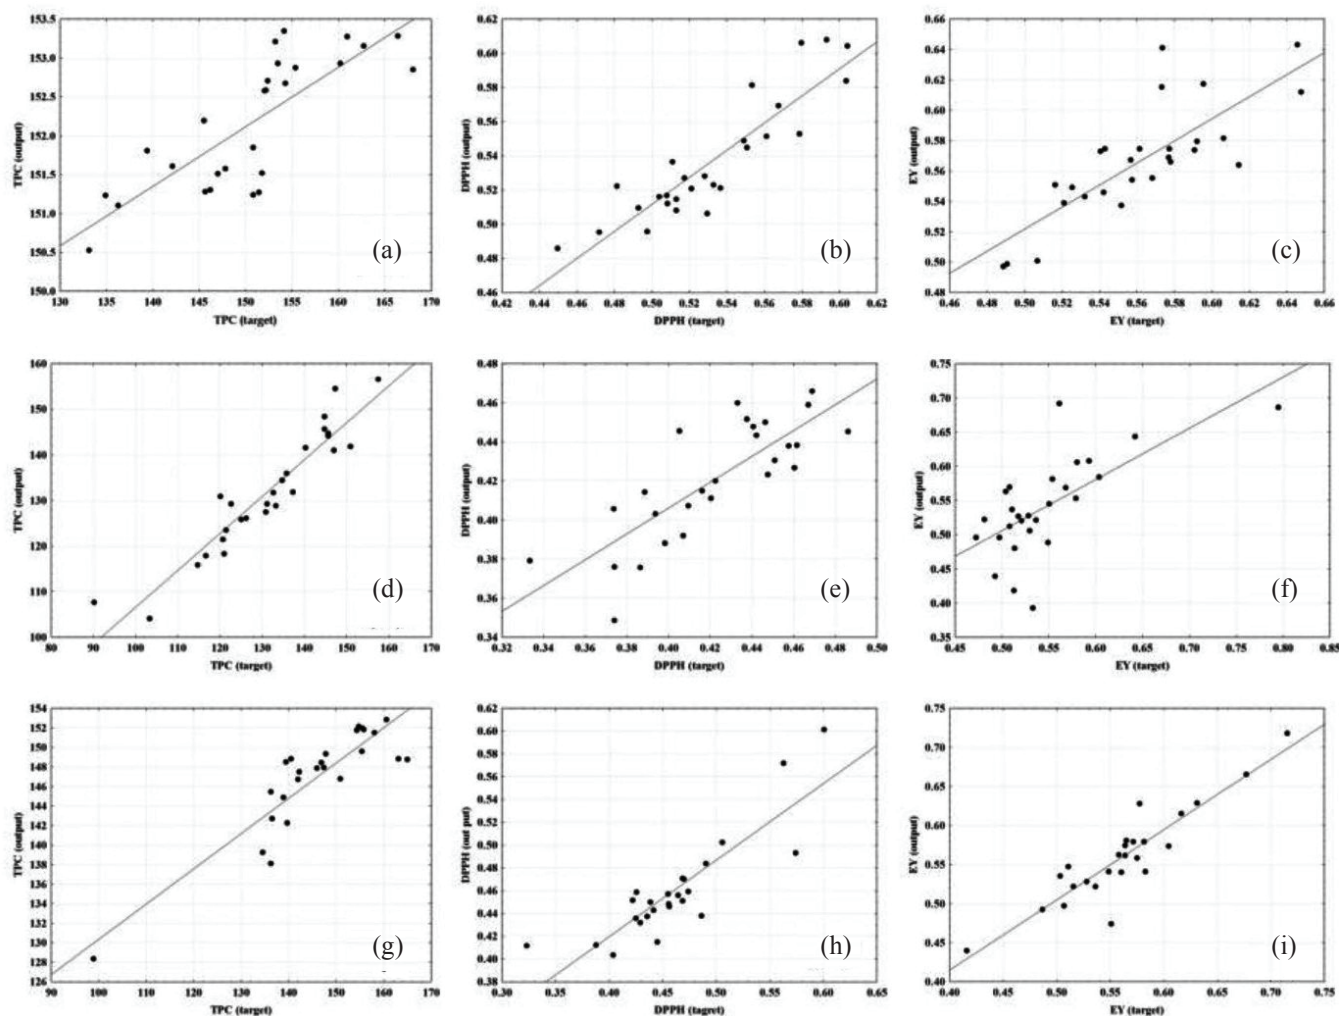 TPC (output)
153.5
153.0
152.5
152.0
151.5
151.0
150.5
150.0
130 135 140 145 150 155 160 165 170
TPC (target)
(a)
DPPH (output)
0.62
0.60
0.58
0.56
0.54
0.52
0.50
0.48
0.46
0.42 0.44 0.46 0.48 0.50 0.52 0.54 0.56 0.58 0.60 0.62
DPPH (target)
(b)
EY (output)
0.66
0.64
0.62
0.60
0.58
0.56
0.54
0.52
0.50
0.48
0.46 0.48 0.50 0.52 0.54 0.56 0.58 0.60 0.62 0.64 0.66
EY (target)
(c)
TPC (output)
160
150
140
130
120
110
100
80 90 100 110 120 130 140 150 160 170
TPC (target)
(d)
DPPH (output)
0.48
0.46
0.44
0.42
0.40
0.38
0.36
0.34
0.32 0.34 0.36 0.38 0.40 0.42 0.44 0.46 0.48 0.50
DPPH (target)
(e)
EY (output)
0.75
0.70
0.65
0.60
0.55
0.50
0.45
0.40
0.35
0.45 0.50 0.55 0.60 0.65 0.70 0.75 0.80 0.85
EY (target)
(f)
TPC (output)
154
152
150
148
146
144
142
140
138
136
134
132
130
128
126
90 100 110 120 130 140 150 160 170
TPC (target)
(g)
DPPH (out put)
0.62
0.60
0.58
0.56
0.54
0.52
0.50
0.48
0.46
0.44
0.42
0.40
0.38
0.30 0.35 0.40 0.45 0.50 0.55 0.60 0.65
DPPH (tagret)
(h)
EY (output)
0.75
0.70
0.65
0.60
0.55
0.50
0.45
0.40
0.40 0.45 0.50 0.55 0.60 0.65 0.70 0.75
EY (target)
(i)